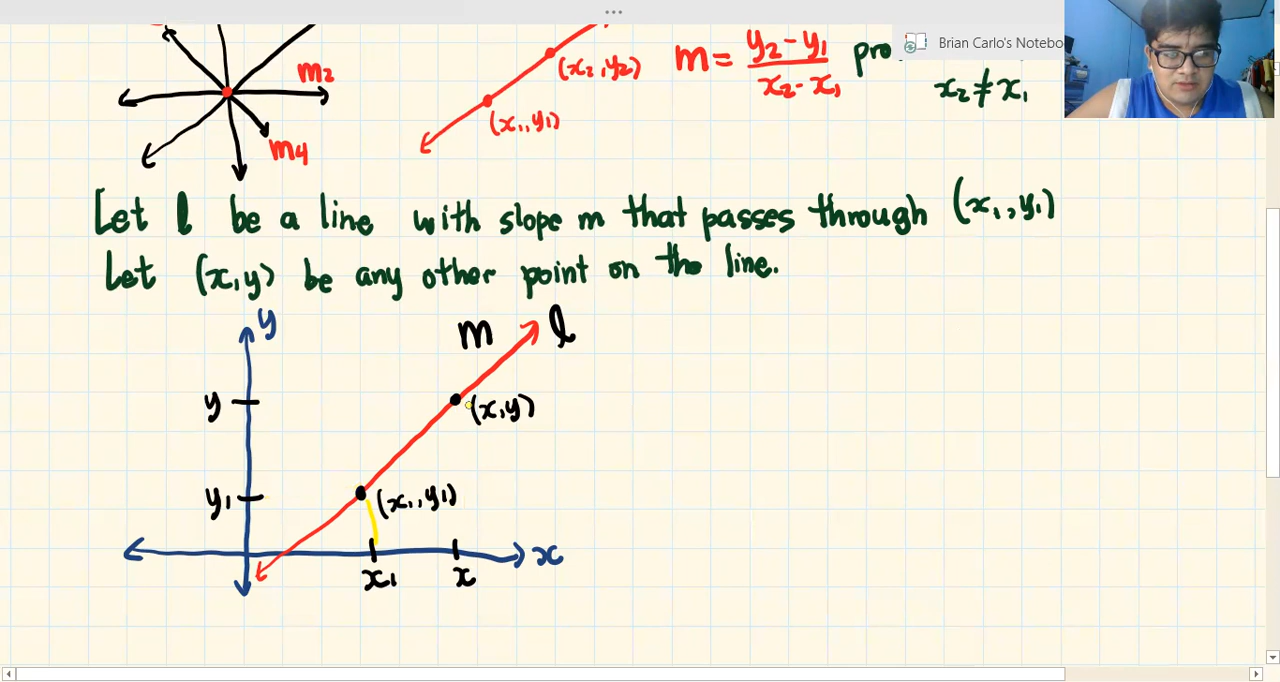 Brian Carlo's Notebo
m2
m4
(x₂,y₂)
(x₁,y₁)
m = (y₂-y₁)/(x₂-x₁)
x₂≠x₁
Let l be a line with slope m that passes through (x₁,y₁)
Let (x,y) be any other point on the line.
y
m l
y
(x,y)
y₁
(x₁,y₁)
x
x₁ x